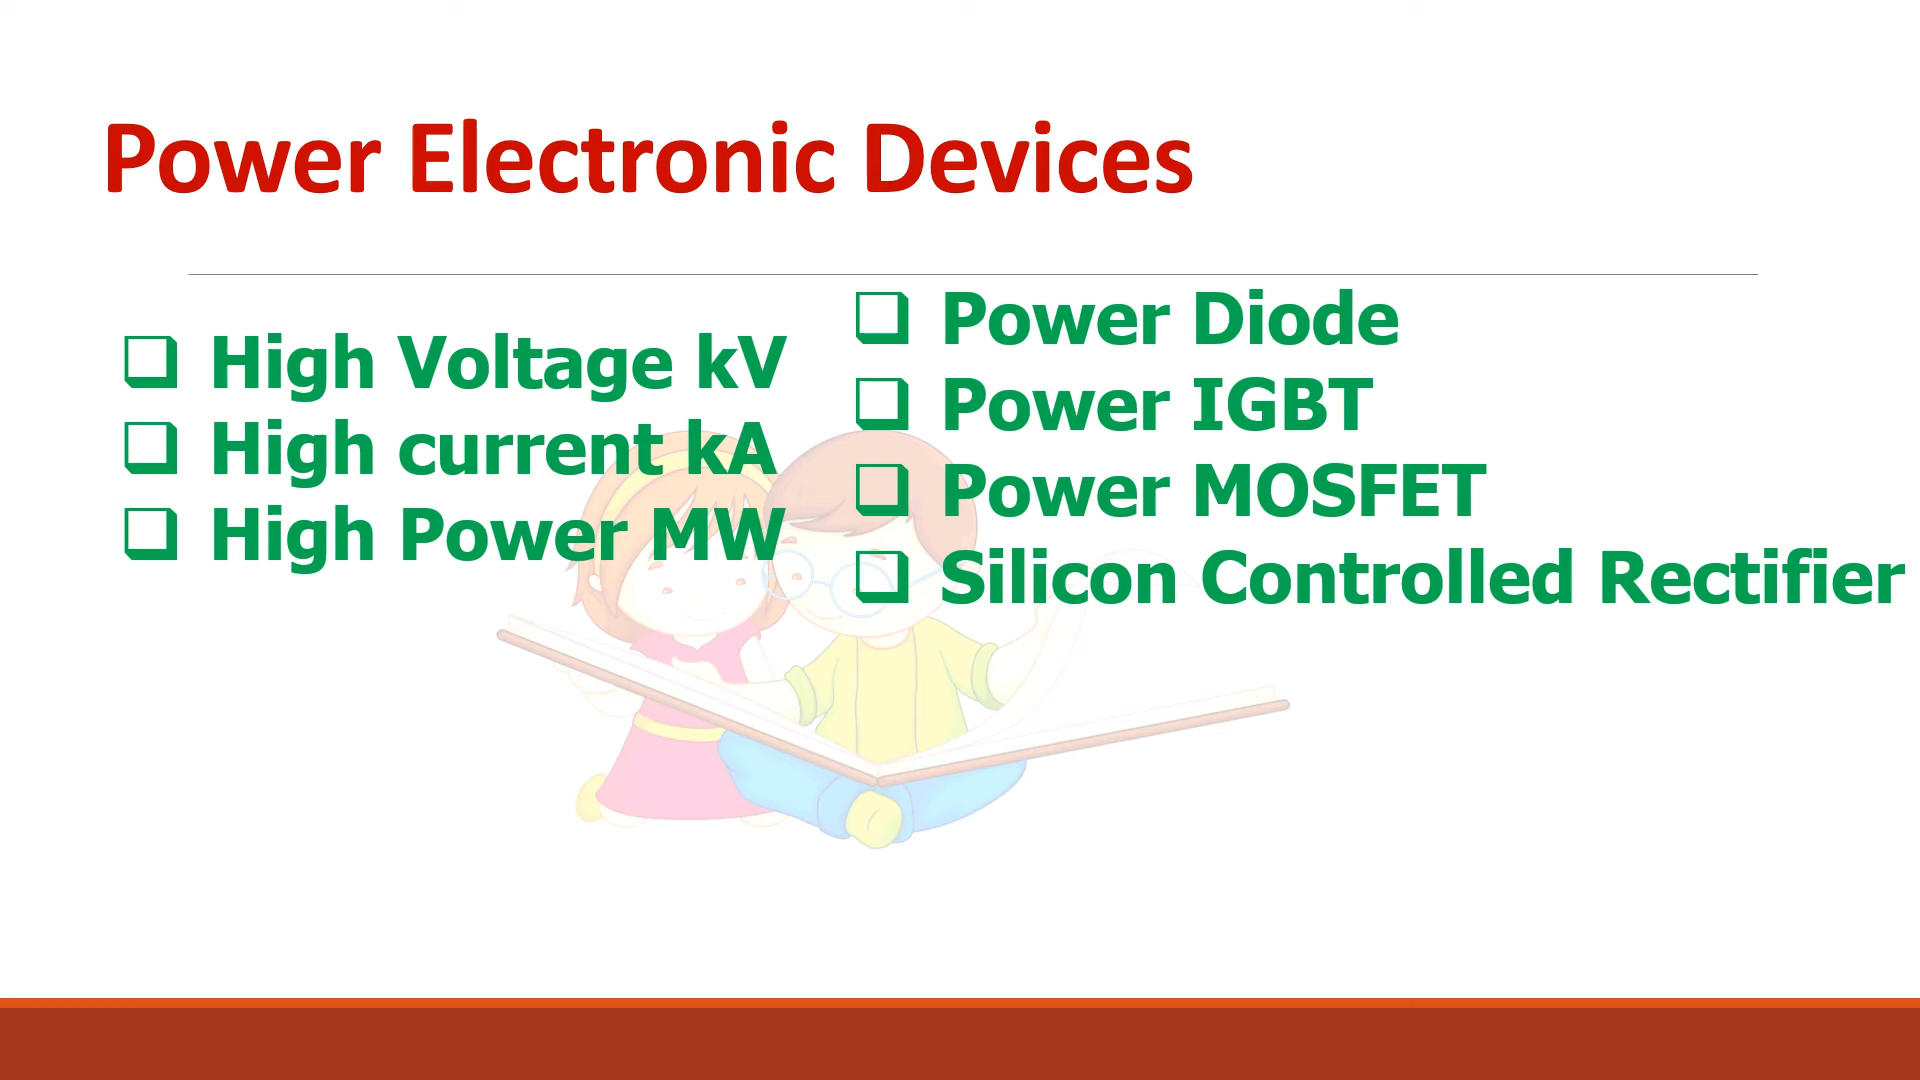 Power Electronic Devices
❑ High Voltage kV
❑ High current kA
❑ High Power MW
❑ Power Diode
❑ Power IGBT
❑ Power MOSFET
❑ Silicon Controlled Rectifier